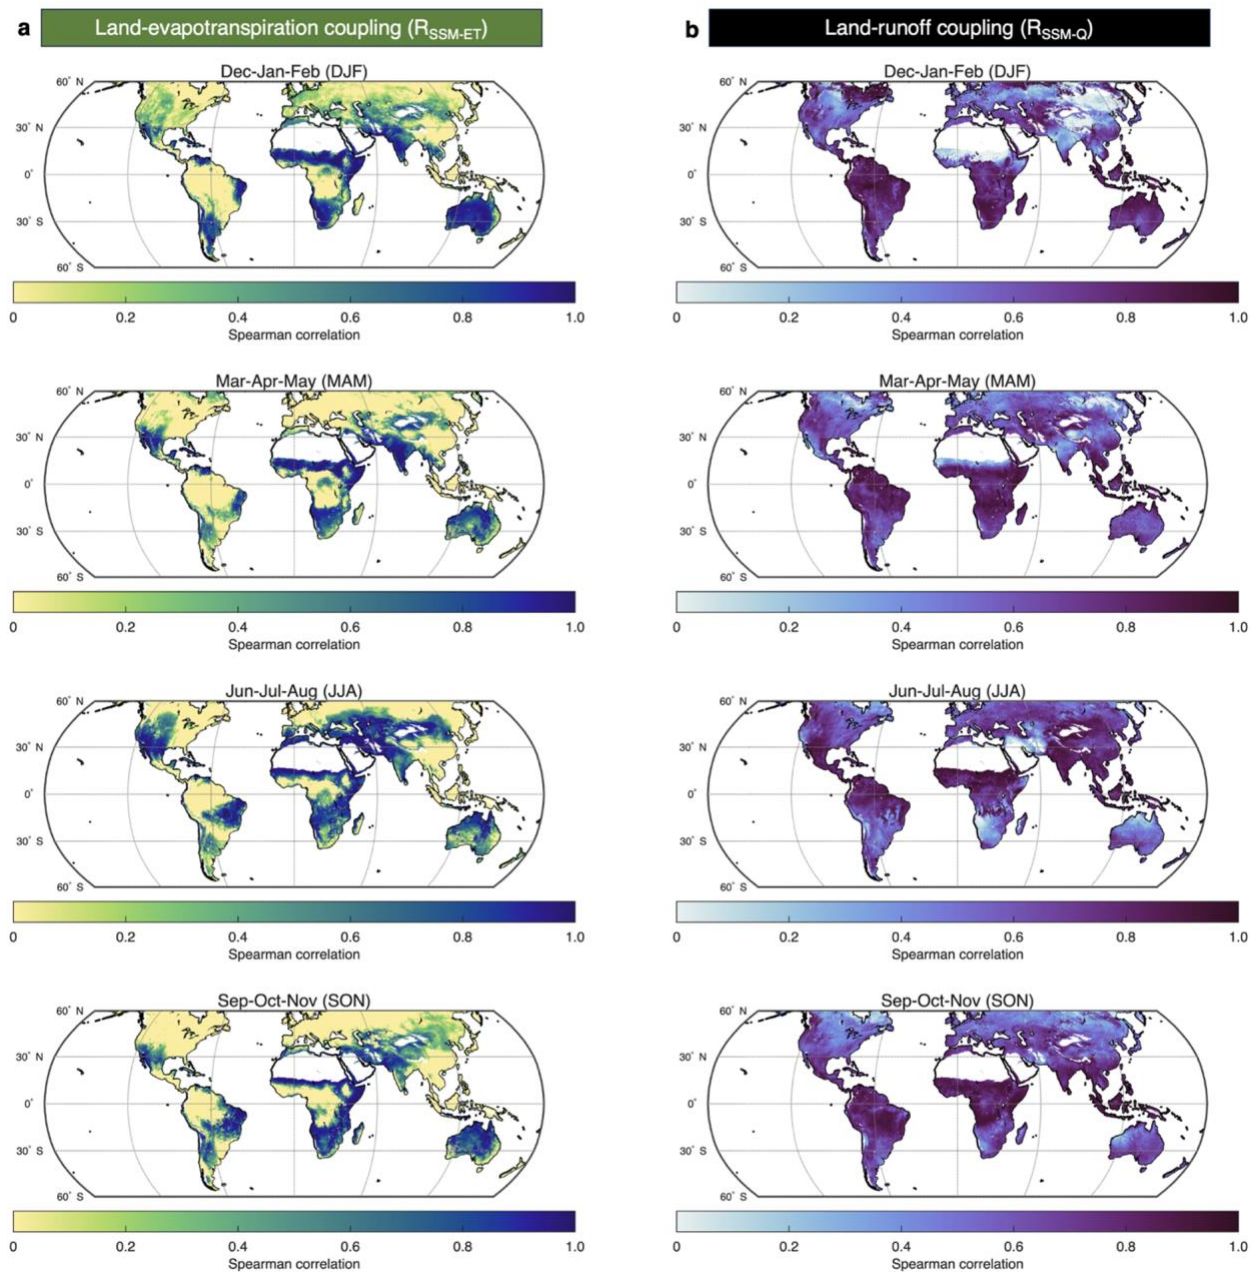 a
Land-evapotranspiration coupling (RSSM-ET)
Dec-Jan-Feb (DJF)
60° N
30° N
0°
30° S
60° S
0 0.2 0.4 0.6 0.8 1.0
Spearman correlation
Mar-Apr-May (MAM)
60° N
30° N
0°
30° S
60° S
0 0.2 0.4 0.6 0.8 1.0
Spearman correlation
Jun-Jul-Aug (JJA)
60° N
30° N
0°
30° S
60° S
0 0.2 0.4 0.6 0.8 1.0
Spearman correlation
Sep-Oct-Nov (SON)
60° N
30° N
0°
30° S
60° S
0 0.2 0.4 0.6 0.8 1.0
Spearman correlation
b
Land-runoff coupling (RSSM-Q)
Dec-Jan-Feb (DJF)
60° N
30° N
0°
30° S
60° S
0 0.2 0.4 0.6 0.8 1.0
Spearman correlation
Mar-Apr-May (MAM)
60° N
30° N
0°
30° S
60° S
0 0.2 0.4 0.6 0.8 1.0
Spearman correlation
Jun-Jul-Aug (JJA)
60° N
30° N
0°
30° S
60° S
0 0.2 0.4 0.6 0.8 1.0
Spearman correlation
Sep-Oct-Nov (SON)
60° N
30° N
0°
30° S
60° S
0 0.2 0.4 0.6 0.8 1.0
Spearman correlation